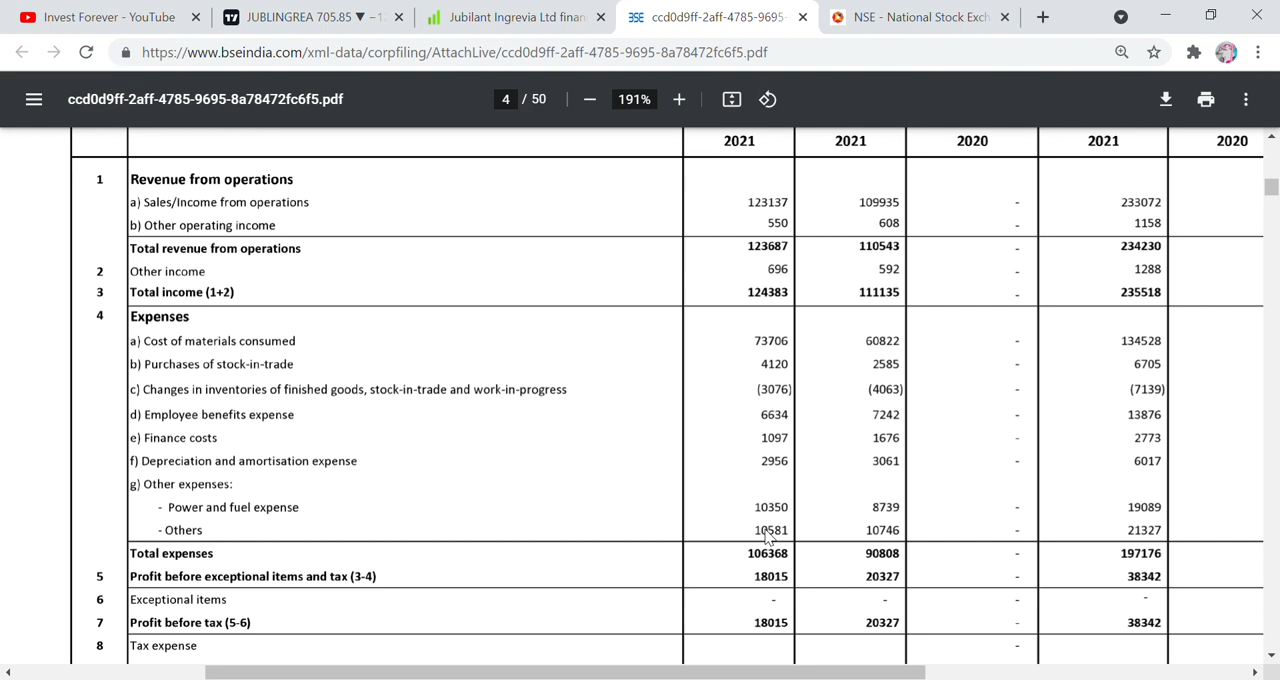 Invest Forever - YouTube
JUBLINGREA 705.85 ▼ −1
Jubilant Ingrevia Ltd finan
BSE ccd0d9ff-2aff-4785-9695-
NSE - National Stock Exch
https://www.bseindia.com/xml-data/corpfiling/AttachLive/ccd0d9ff-2aff-4785-9695-8a78472fc6f5.pdf
ccd0d9ff-2aff-4785-9695-8a78472fc6f5.pdf 4 / 50 191%
2021 2021 2020 2021 2020
1 Revenue from operations
a) Sales/Income from operations 123137 109935 - 233072
b) Other operating income 550 608 - 1158
Total revenue from operations 123687 110543 - 234230
2 Other income 696 592 - 1288
3 Total income (1+2) 124383 111135 - 235518
4 Expenses
a) Cost of materials consumed 73706 60822 - 134528
b) Purchases of stock-in-trade 4120 2585 - 6705
c) Changes in inventories of finished goods, stock-in-trade and work-in-progress (3076) (4063) - (7139)
d) Employee benefits expense 6634 7242 - 13876
e) Finance costs 1097 1676 - 2773
f) Depreciation and amortisation expense 2956 3061 - 6017
g) Other expenses:
- Power and fuel expense 10350 8739 - 19089
- Others 10581 10746 - 21327
Total expenses 106368 90808 - 197176
5 Profit before exceptional items and tax (3-4) 18015 20327 - 38342
6 Exceptional items - - - -
7 Profit before tax (5-6) 18015 20327 - 38342
8 Tax expense -